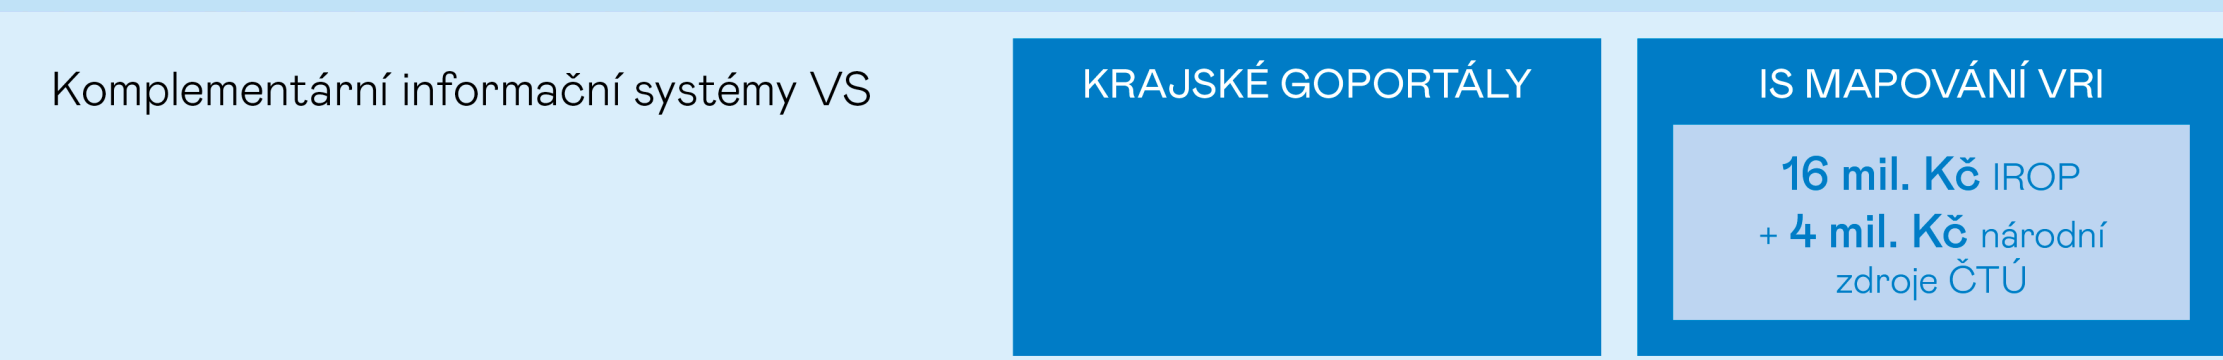 Komplementární informační systémy VS
KRAJSKÉ GOPORTÁLY
IS MAPOVÁNÍ VRI
16 mil. Kč IROP
+ 4 mil. Kč národní
zdroje ČTÚ